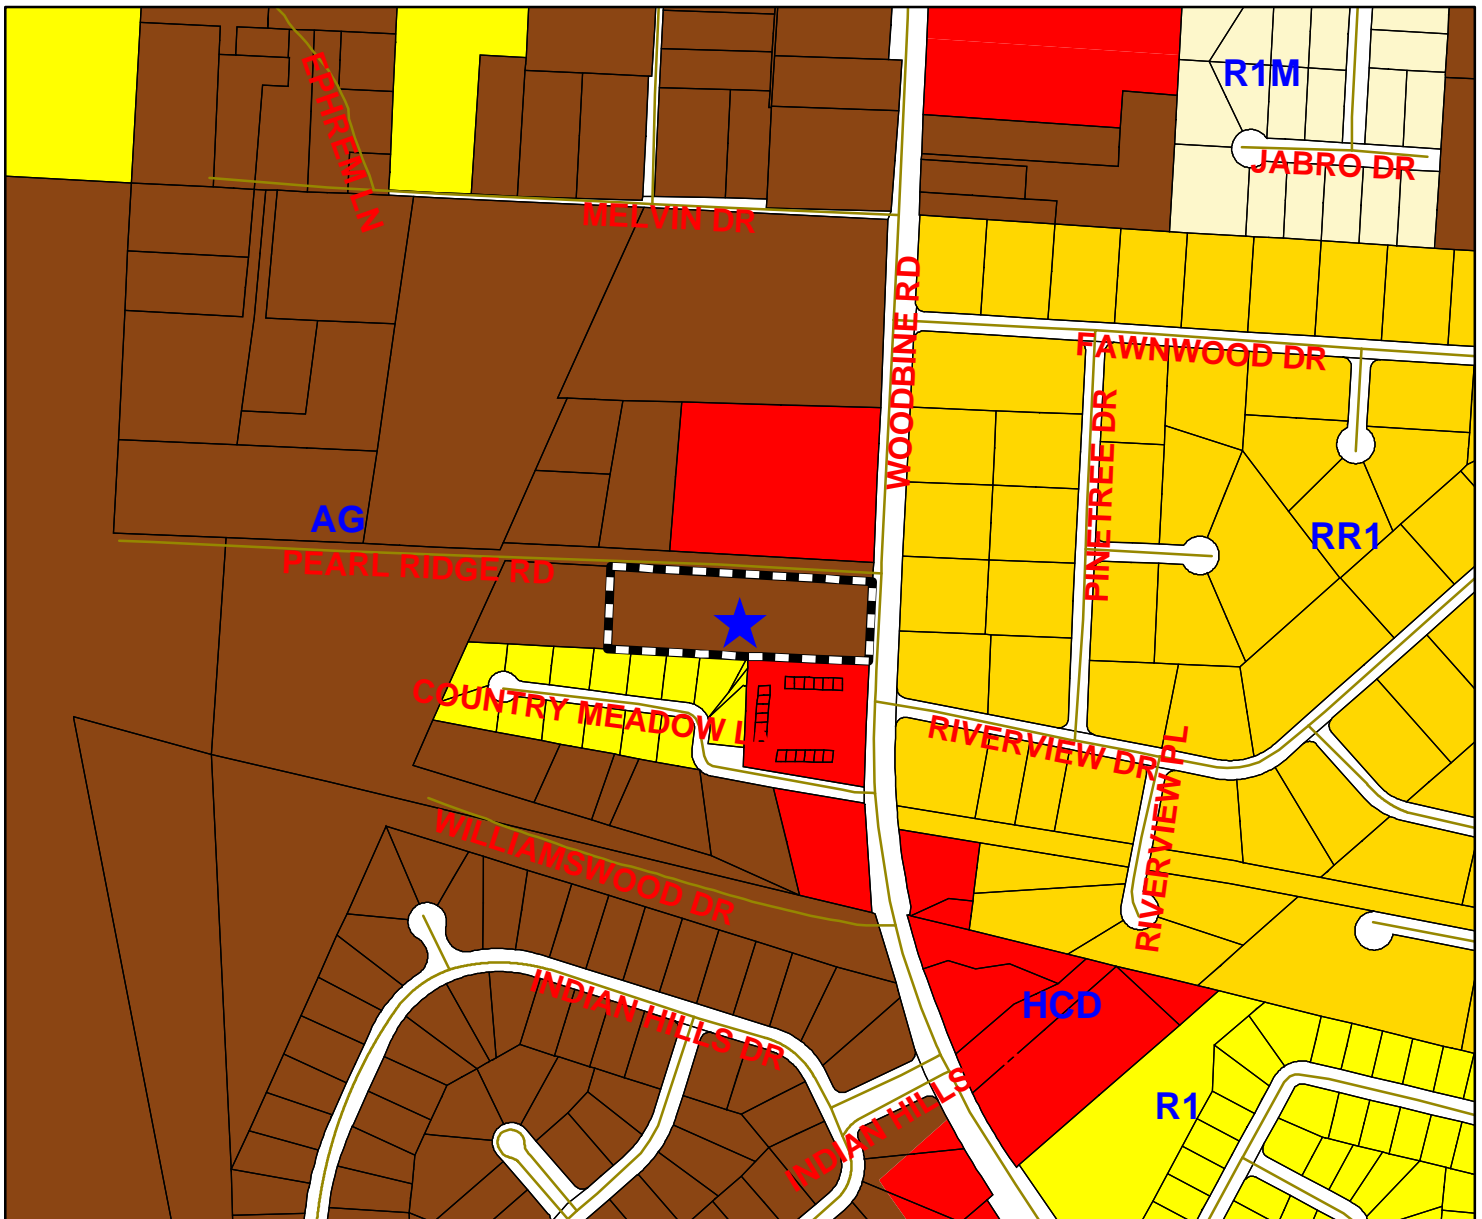 R1M
EPHREM LN
JABRO DR
MELVIN DR
WOODBINE RD
FAWNWOOD DR
PINETREE DR
AG
RR1
PEARL RIDGE RD
COUNTRY MEADOW L
RIVERVIEW DR
RIVERVIEW PL
WILLIAMSWOOD DR
INDIAN HILLS DR
HCD
INDIAN HILLS
R1